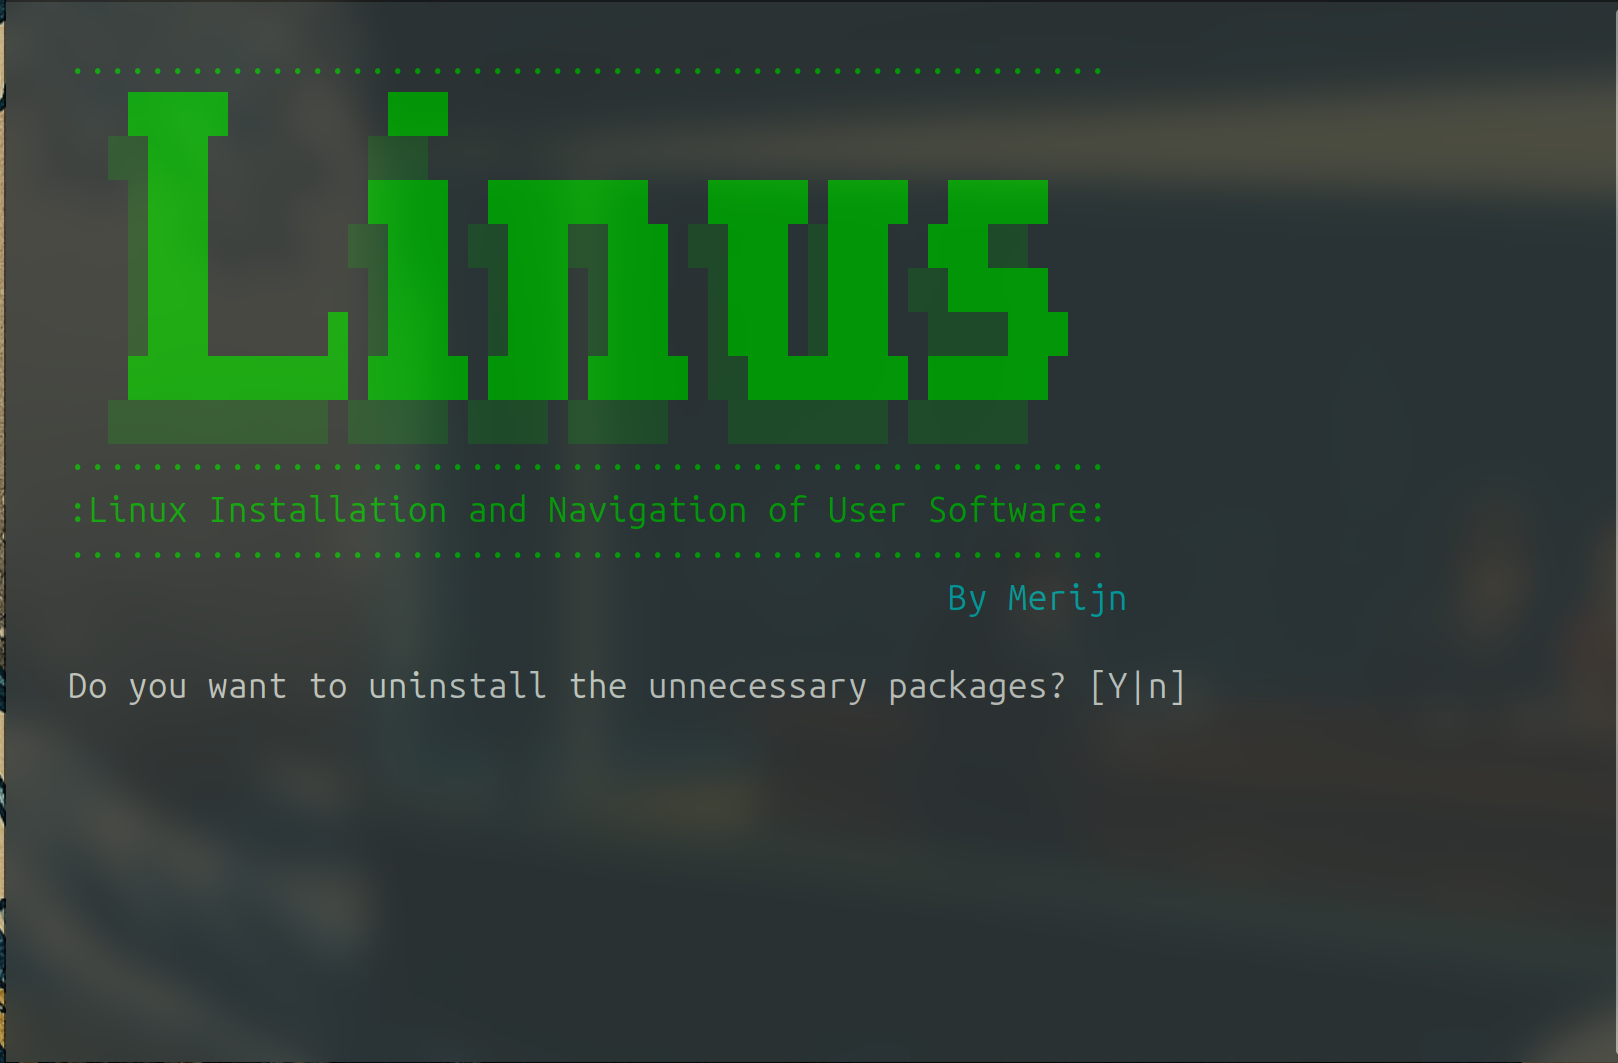 Linus
:Linux Installation and Navigation of User Software:
By Merijn
Do you want to uninstall the unnecessary packages? [Y|n]